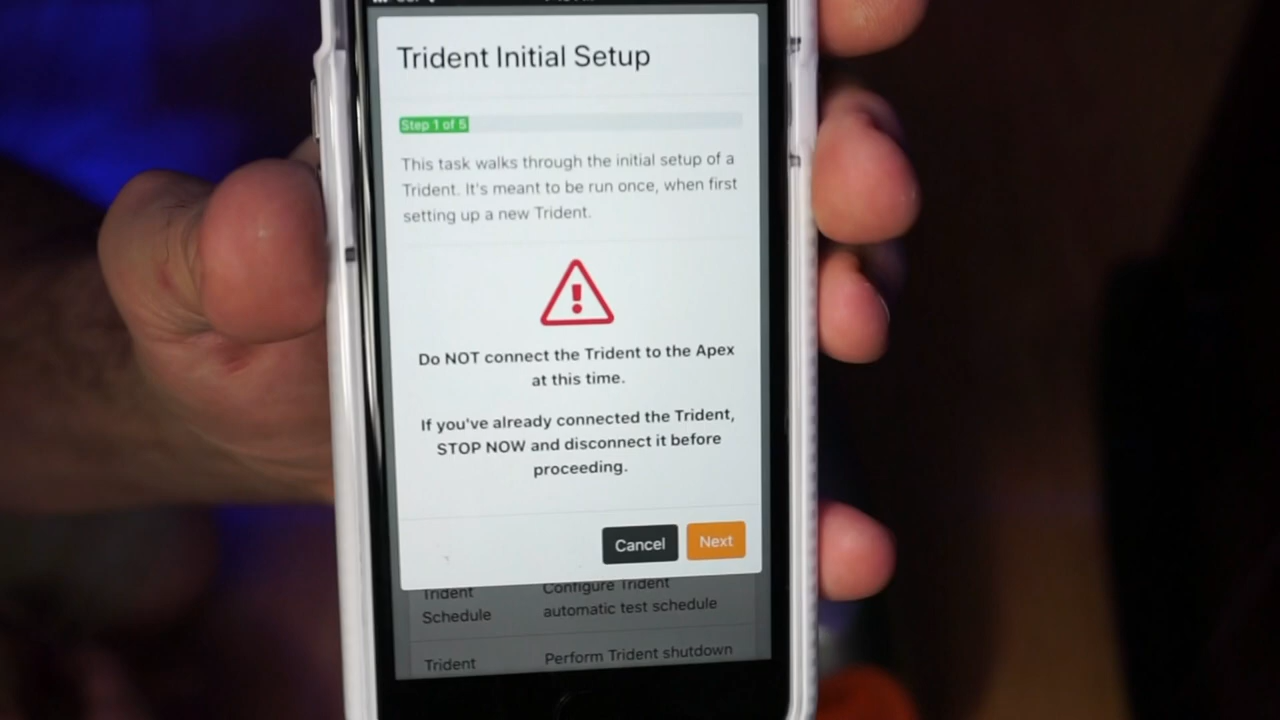 Trident Initial Setup
Step 1 of 5
This task walks through the initial setup of a
Trident. It's meant to be run once, when first
setting up a new Trident.
Do NOT connect the Trident to the Apex
at this time.
If you've already connected the Trident,
STOP NOW and disconnect it before
proceeding.
Cancel
Next
Trident
Schedule
Configure Trident
automatic test schedule
Trident
Perform Trident shutdown